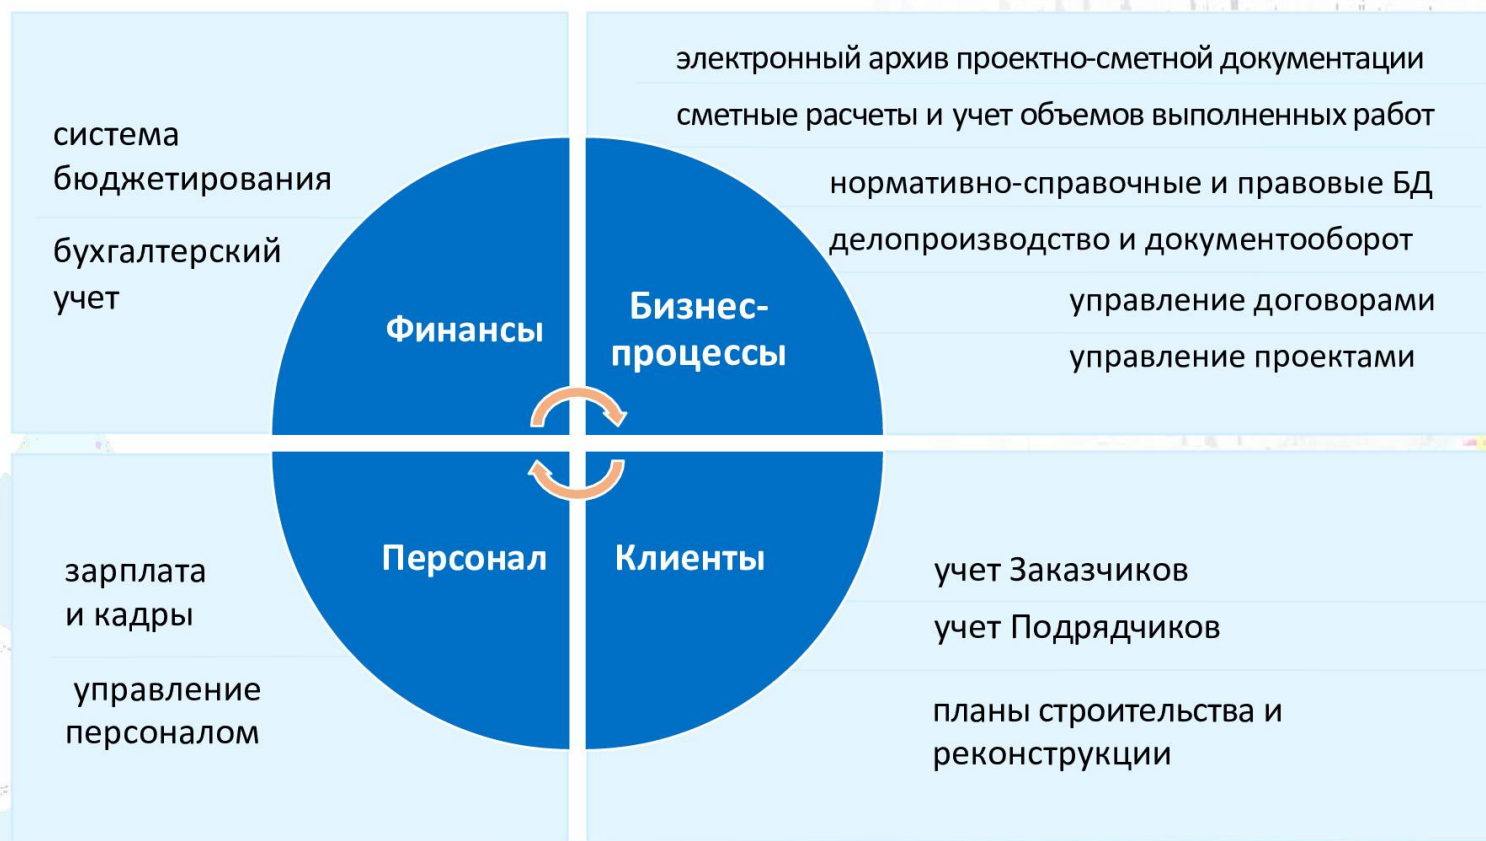 система
бюджетирования
бухгалтерский
учет
Финансы
электронный архив проектно-сметной документации
сметные расчеты и учет объемов выполненных работ
нормативно-справочные и правовые БД
делопроизводство и документооборот
управление договорами
управление проектами
Бизнес-
процессы
зарплата
и кадры
управление
персоналом
Персонал
Клиенты
учет Заказчиков
учет Подрядчиков
планы строительства и
реконструкции